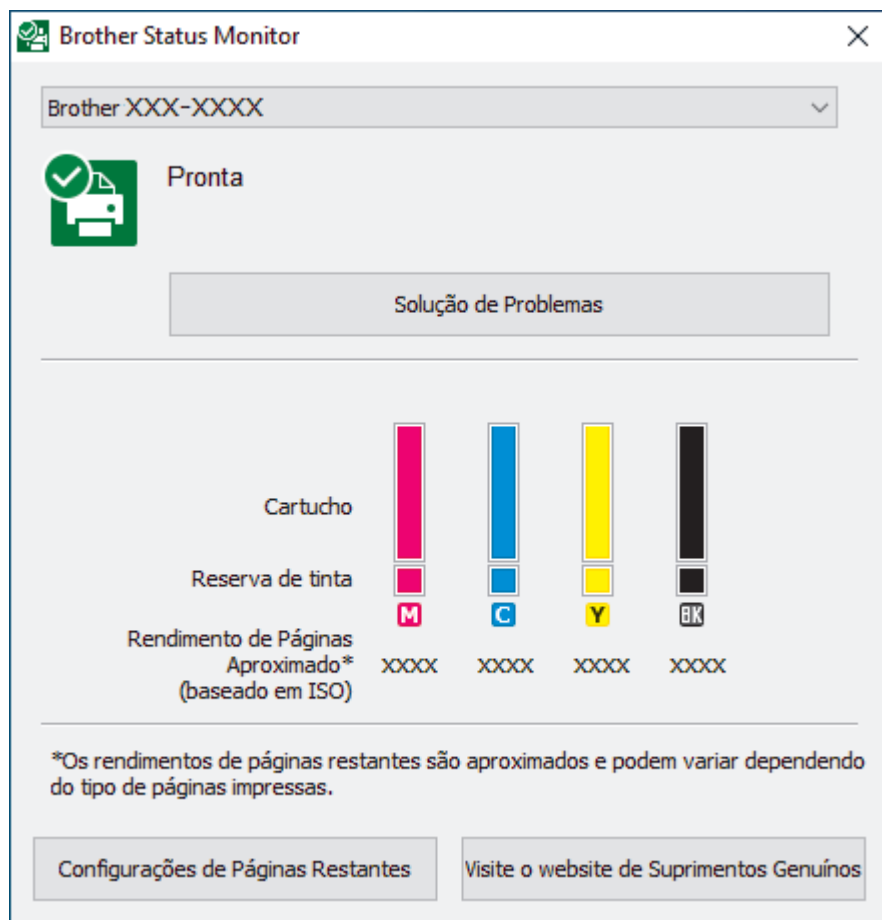 Brother Status Monitor
Brother XXX-XXXX
Pronta
Solução de Problemas
Cartucho
Reserva de tinta
M C Y BK
Rendimento de Páginas
Aproximado* XXXX XXXX XXXX XXXX
(baseado em ISO)
*Os rendimentos de páginas restantes são aproximados e podem variar dependendo
do tipo de páginas impressas.
Configurações de Páginas Restantes
Visite o website de Suprimentos Genuínos